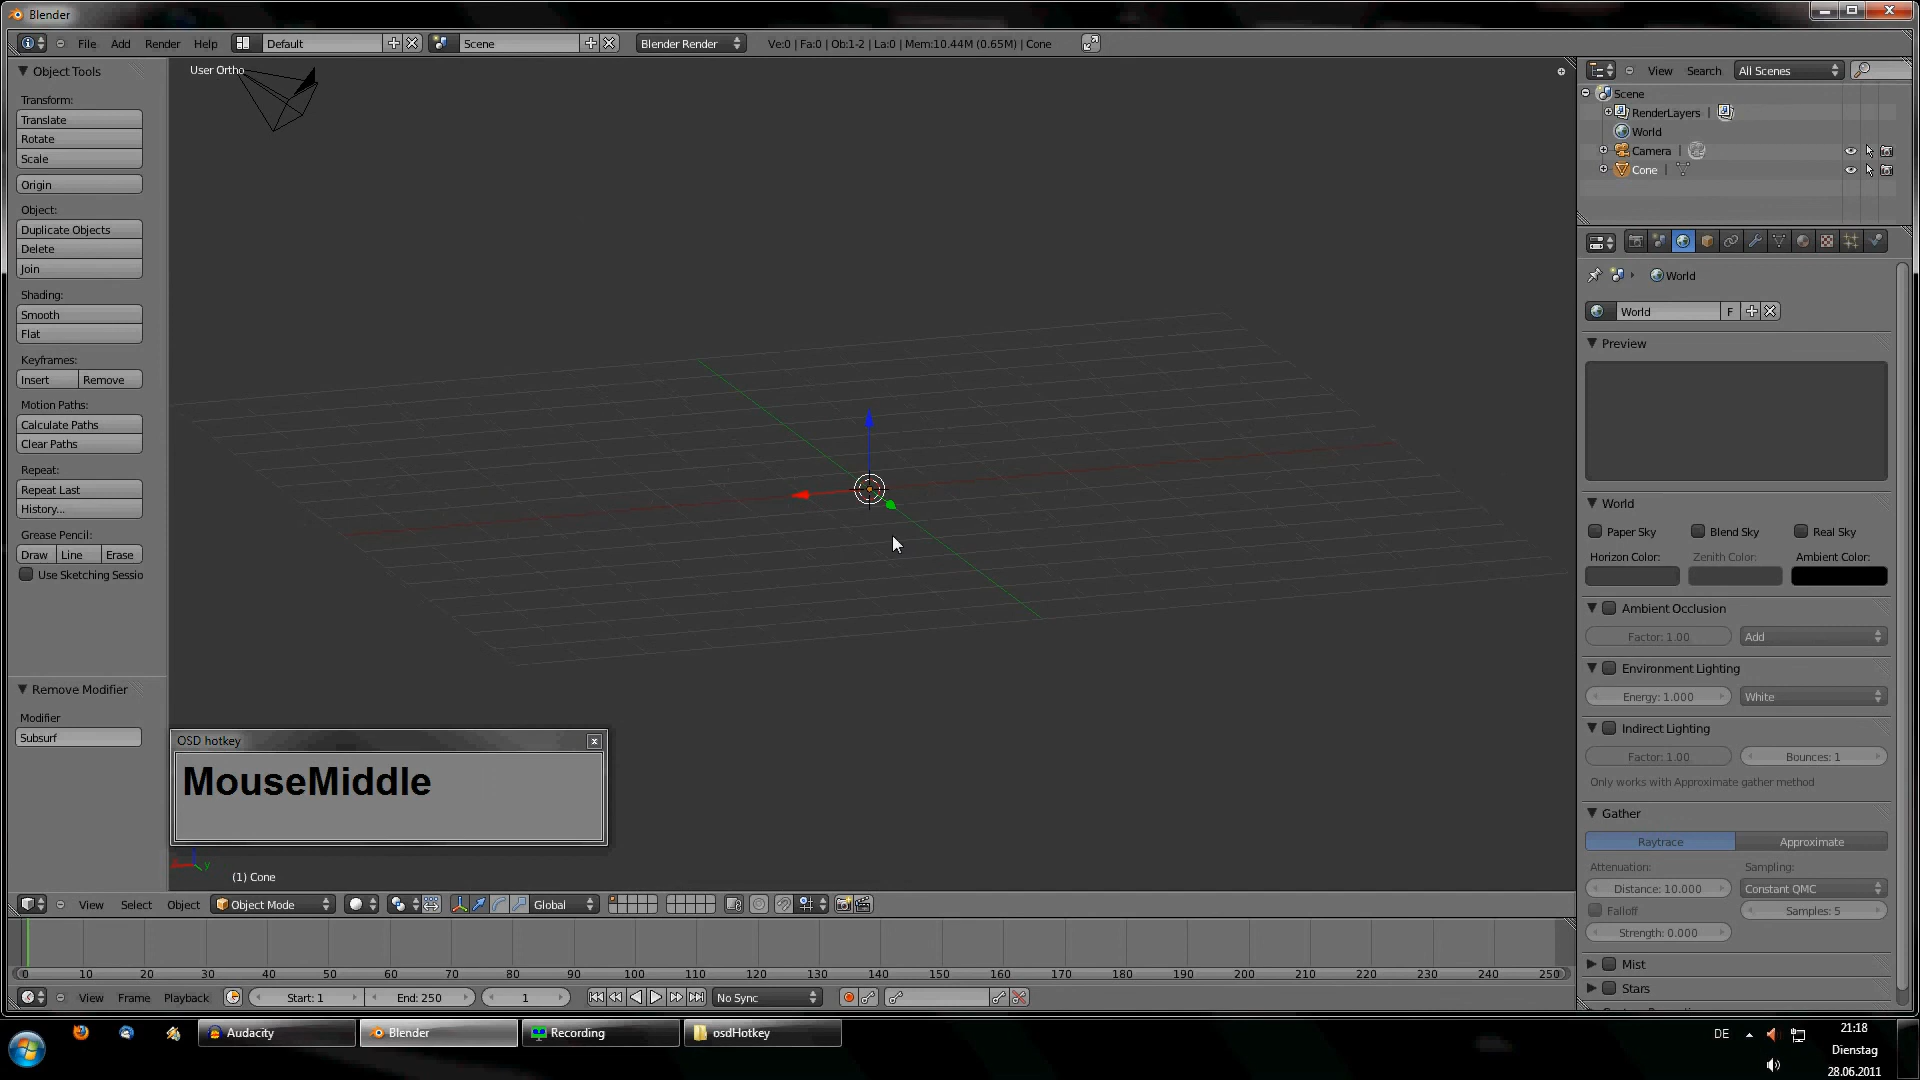 Blender
File Add Render Help Default Scene Blender Render Ve:0 | Fa:0 | Ob:1-2 | La:0 | Mem:10.44M (0.65M) | Cone
Object Tools
Transform:
Translate
Rotate
Scale
Origin
Object:
Duplicate Objects
Delete
Join
Shading:
Smooth
Flat
Keyframes:
Insert Remove
Motion Paths:
Calculate Paths
Clear Paths
Repeat:
Repeat Last
History...
Grease Pencil:
Draw Line Erase
Use Sketching Sessio
Remove Modifier
Modifier
Subsurf
User Ortho
OSD hotkey
MouseMiddle
y
(1) Cone
View Select Object Object Mode Global
0 10 20 30 40 50 60 70 80 90 100 110 120 130 140 150 160 170 180 190 200 210 220 230 240 250
View Frame Playback Start: 1 End: 250 1 No Sync
View Search All Scenes
Scene
RenderLayers |
World
Camera |
Cone |
World
World F
Preview
World
Paper Sky Blend Sky Real Sky
Horizon Color: Zenith Color: Ambient Color:
Ambient Occlusion
Factor: 1.00 Add
Environment Lighting
Energy: 1.000 White
Indirect Lighting
Factor: 1.00 Bounces: 1
Only works with Approximate gather method
Gather
Raytrace Approximate
Attenuation: Sampling:
Distance: 10.000 Constant QMC
Falloff Samples: 5
Strength: 0.000
Mist
Stars
Audacity Blender Recording osdHotkey
DE 21:18
Dienstag
28.06.2011